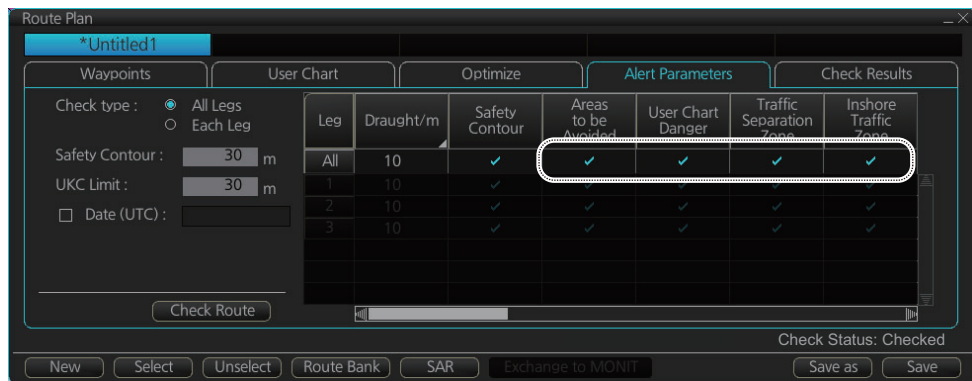 Route Plan
*Untitled1
Waypoints User Chart Optimize Alert Parameters Check Results
Check type : All Legs
Each Leg
Safety Contour : 30 m
UKC Limit : 30 m
Date (UTC) :
Check Route
Leg Draught/m Safety Contour Areas to be Avoided User Chart Danger Traffic Separation Zone Inshore Traffic Zone
All 10 ✓ ✓ ✓ ✓ ✓
1 10 ✓ ✓ ✓ ✓ ✓
2 10 ✓ ✓ ✓ ✓ ✓
3 10 ✓ ✓ ✓ ✓ ✓
Check Status: Checked
New Select Unselect Route Bank SAR Exchange to MONIT Save as Save